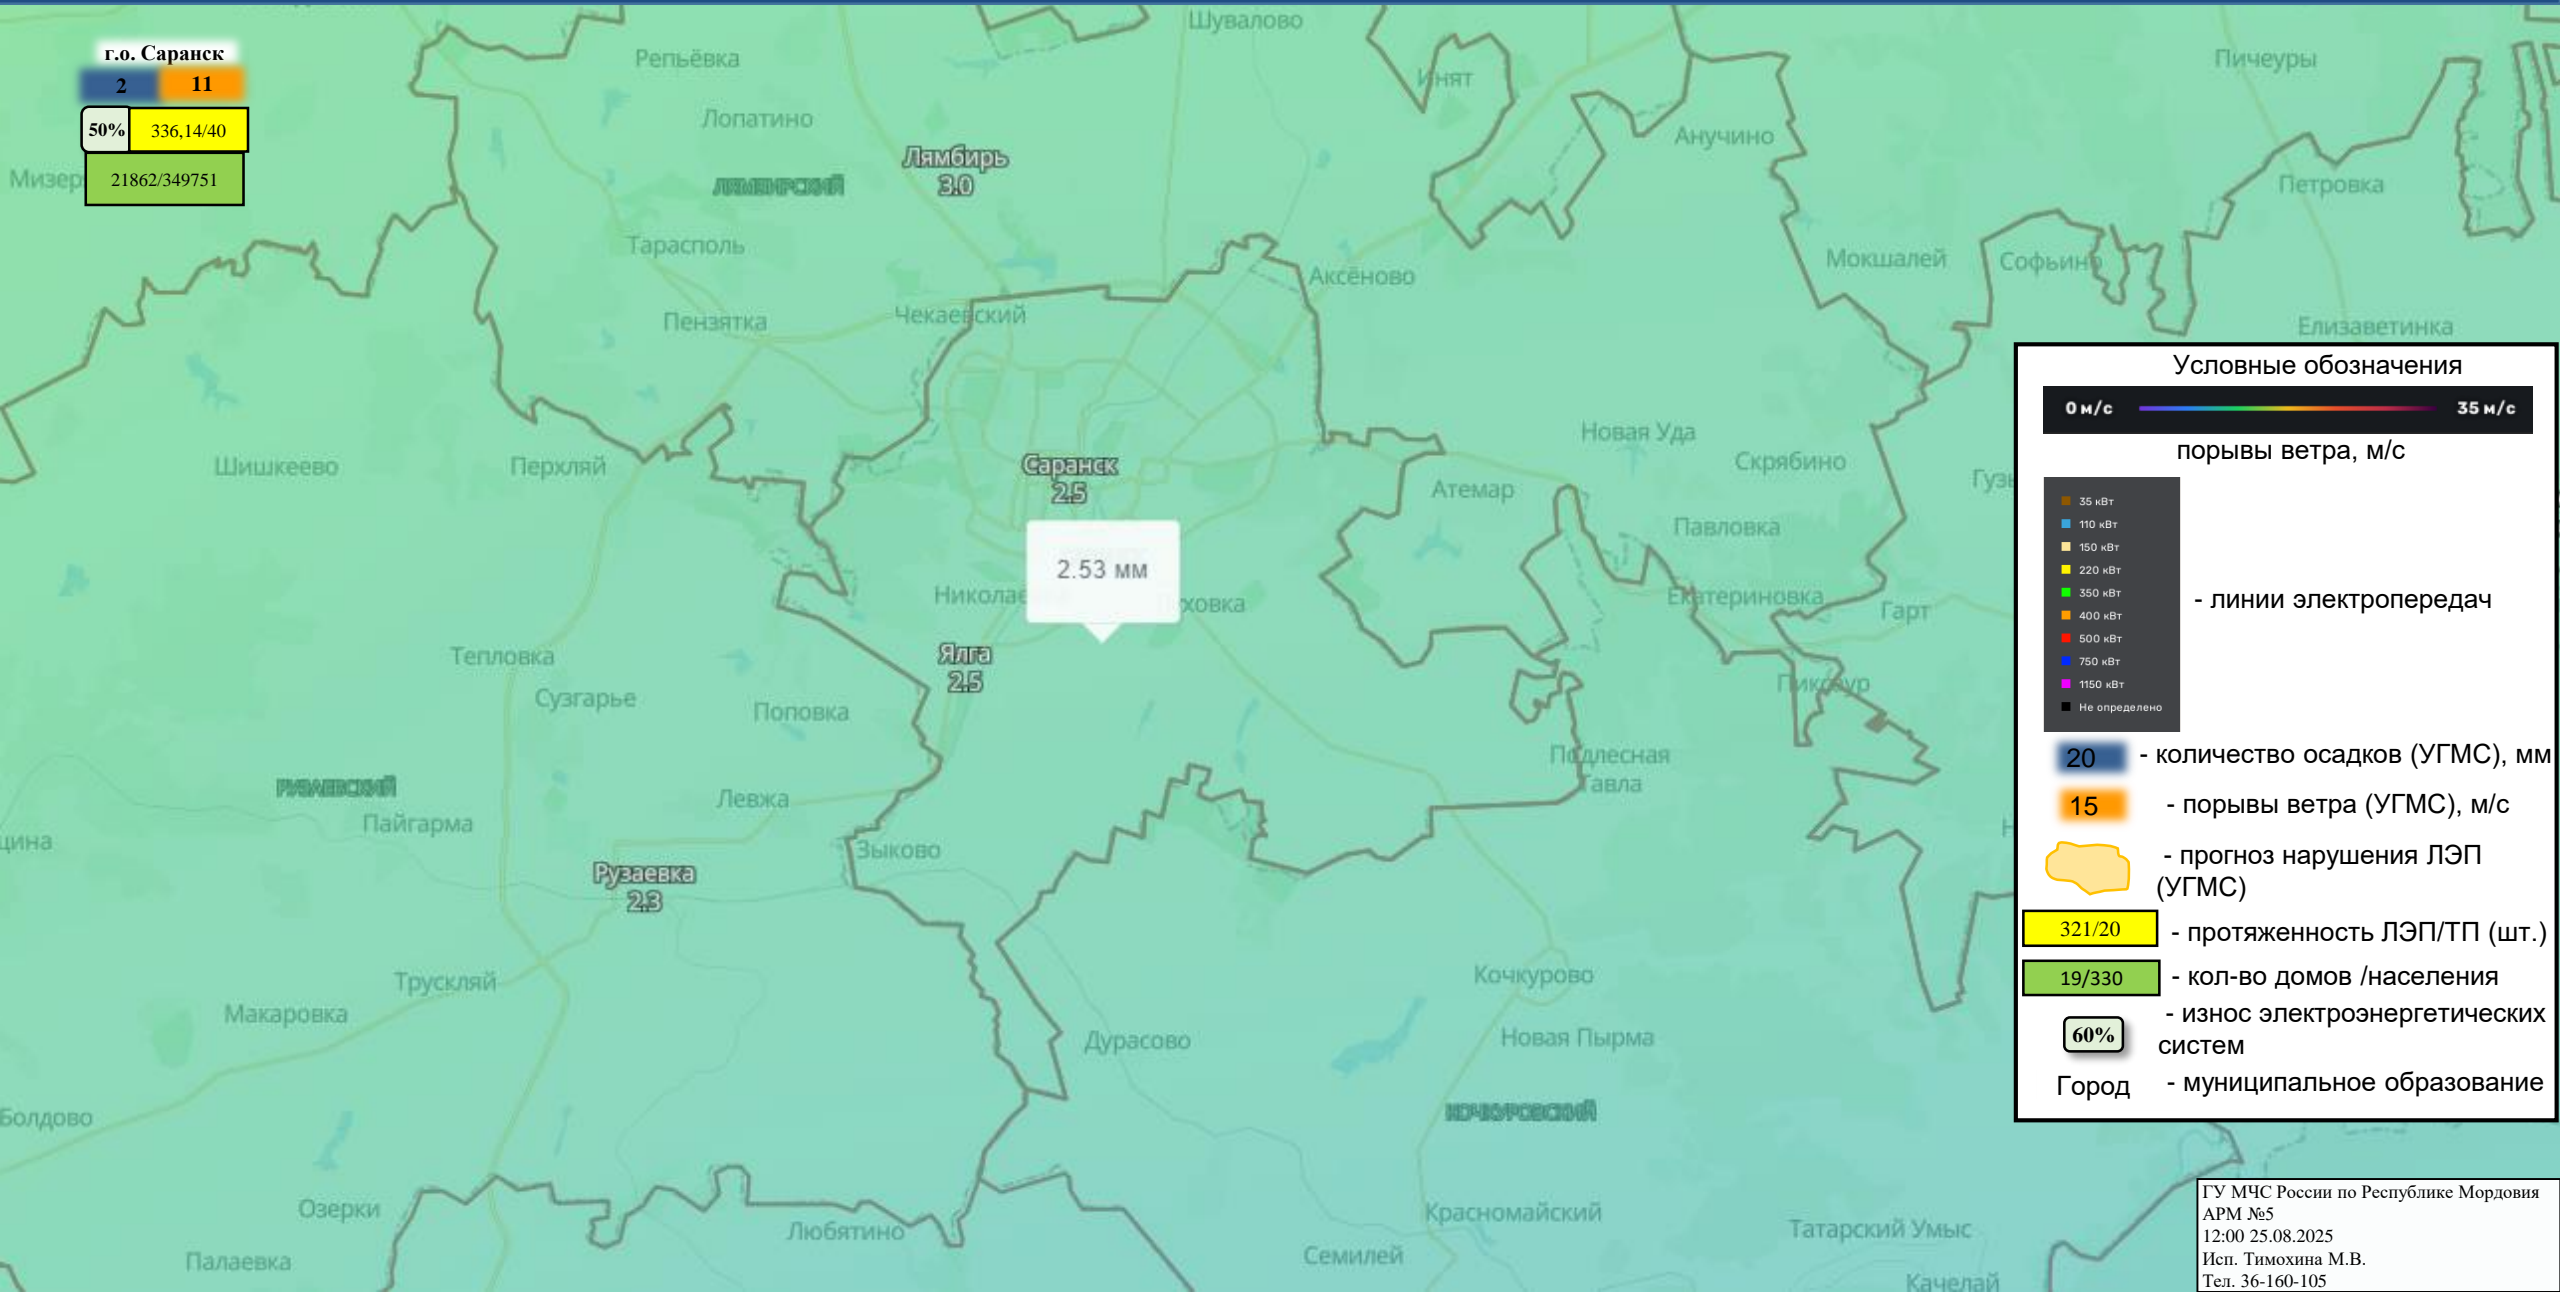 г.о. Саранск
2 11
50% 336,14/40
21862/349751
Шувалово
Репьёвка
Инят
Пичеуры
Лопатино
Анучино
Лямбирь
3.0
Мизер
ЛЯМБИРСКИЙ
Петровка
Тарасполь
Мокшалей
Софьино
Аксёново
Пензятка
Чекаевский
Елизаветинка
Новая Уда
Шишкеево
Перхляй
Саранск
2.5
Скрябино
Атемар
Павловка
2.53 мм
Екатериновка
Гарт
Ялга
2.5
Тепловка
Сузгарье
Поповка
Пиксаур
Подлесная
Тавла
РУЗАЕВСКИЙ
Левжа
Пайгарма
Зыково
Рузаевка
2.3
Трускляй
Кочкурово
Макаровка
Дурасово
Новая Пырма
Болдово
КОЧКУРОВСКИЙ
Озерки
Любятино
Красномайский
Татарский Умыс
Палаевка
Семилей
Качелай
Условные обозначения
0 м/с 35 м/с
порывы ветра, м/с
35 кВт
110 кВт
150 кВт
220 кВт
350 кВт
400 кВт
500 кВт
750 кВт
1150 кВт
Не определено
- линии электропередач
20 - количество осадков (УГМС), мм
15 - порывы ветра (УГМС), м/с
- прогноз нарушения ЛЭП
(УГМС)
321/20 - протяженность ЛЭП/ТП (шт.)
19/330 - кол-во домов /населения
60% - износ электроэнергетических
систем
Город - муниципальное образование
ГУ МЧС России по Республике Мордовия
АРМ №5
12:00 25.08.2025
Исп. Тимохина М.В.
Тел. 36-160-105